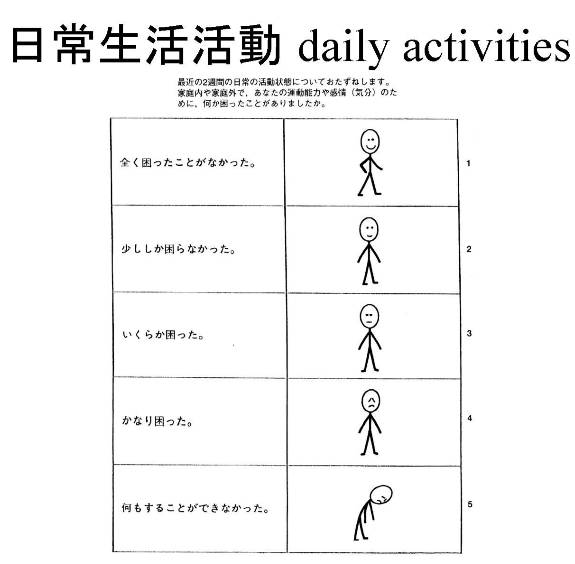 日常生活活動 daily activities
最近の2週間の日常の活動状態についておたずねします。
家庭内や家庭外で，あなたの運動能力や感情（気分）のた
めに，何か困ったことがありましたか。
全く困ったことがなかった。
1
少ししか困らなかった。
2
いくらか困った。
3
かなり困った。
4
何もすることができなかった。
5